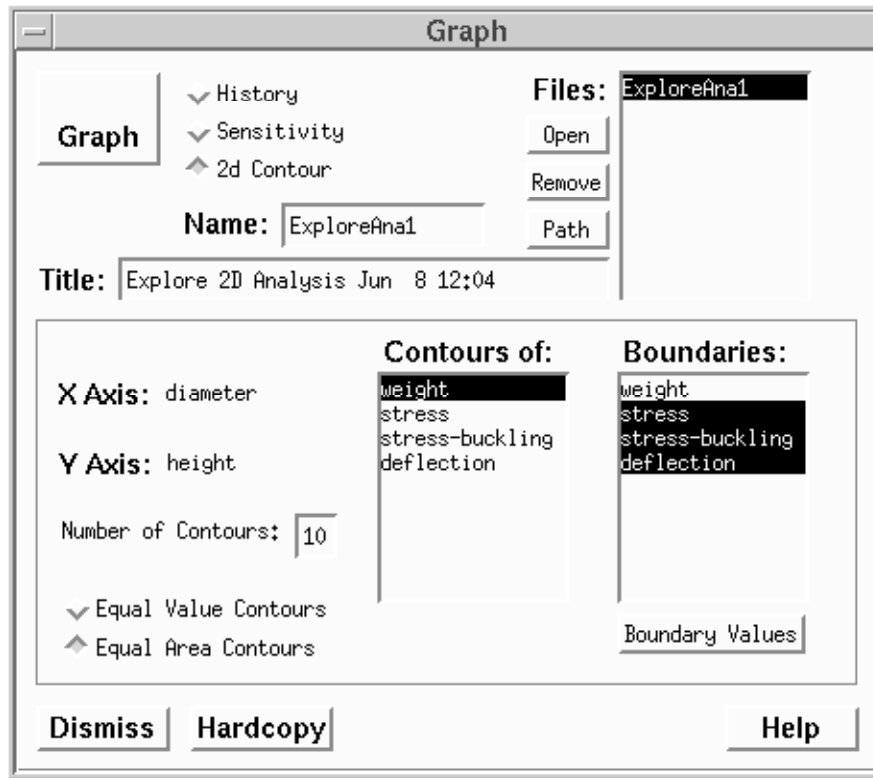 Graph
Graph
History
Sensitivity
2d Contour
Files:
ExploreAna1
Open
Remove
Path
Name: ExploreAna1
Title: Explore 2D Analysis Jun  8 12:04
X Axis: diameter
Y Axis: height
Number of Contours: 10
Equal Value Contours
Equal Area Contours
Contours of:
weight
stress
stress-buckling
deflection
Boundaries:
weight
stress
stress-buckling
deflection
Boundary Values
Dismiss
Hardcopy
Help